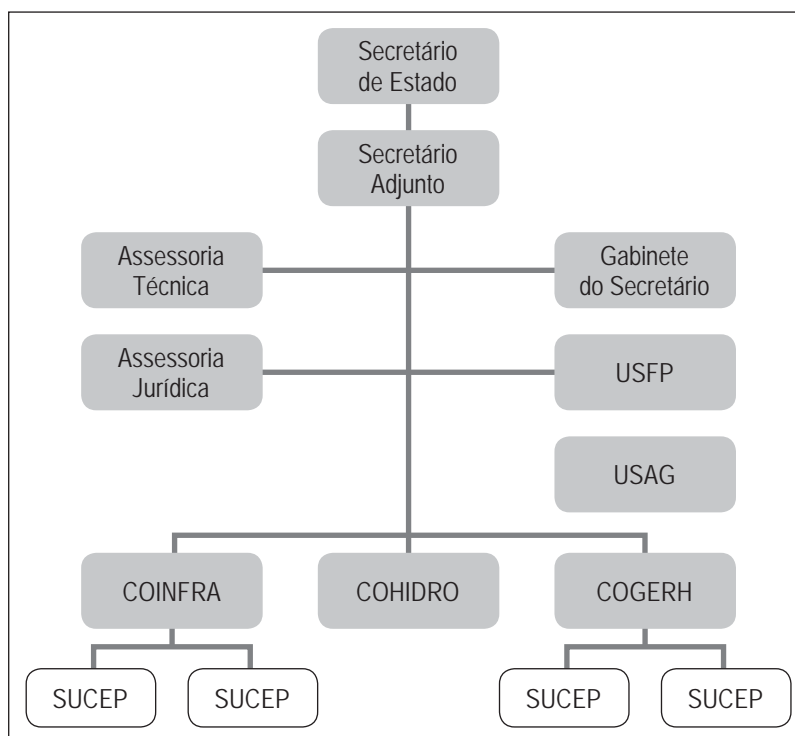 Secretário
de Estado
Secretário
Adjunto
Assessoria
Técnica
Gabinete
do Secretário
Assessoria
Jurídica
USFP
USAG
COINFRA
COHIDRO
COGERH
SUCEP
SUCEP
SUCEP
SUCEP